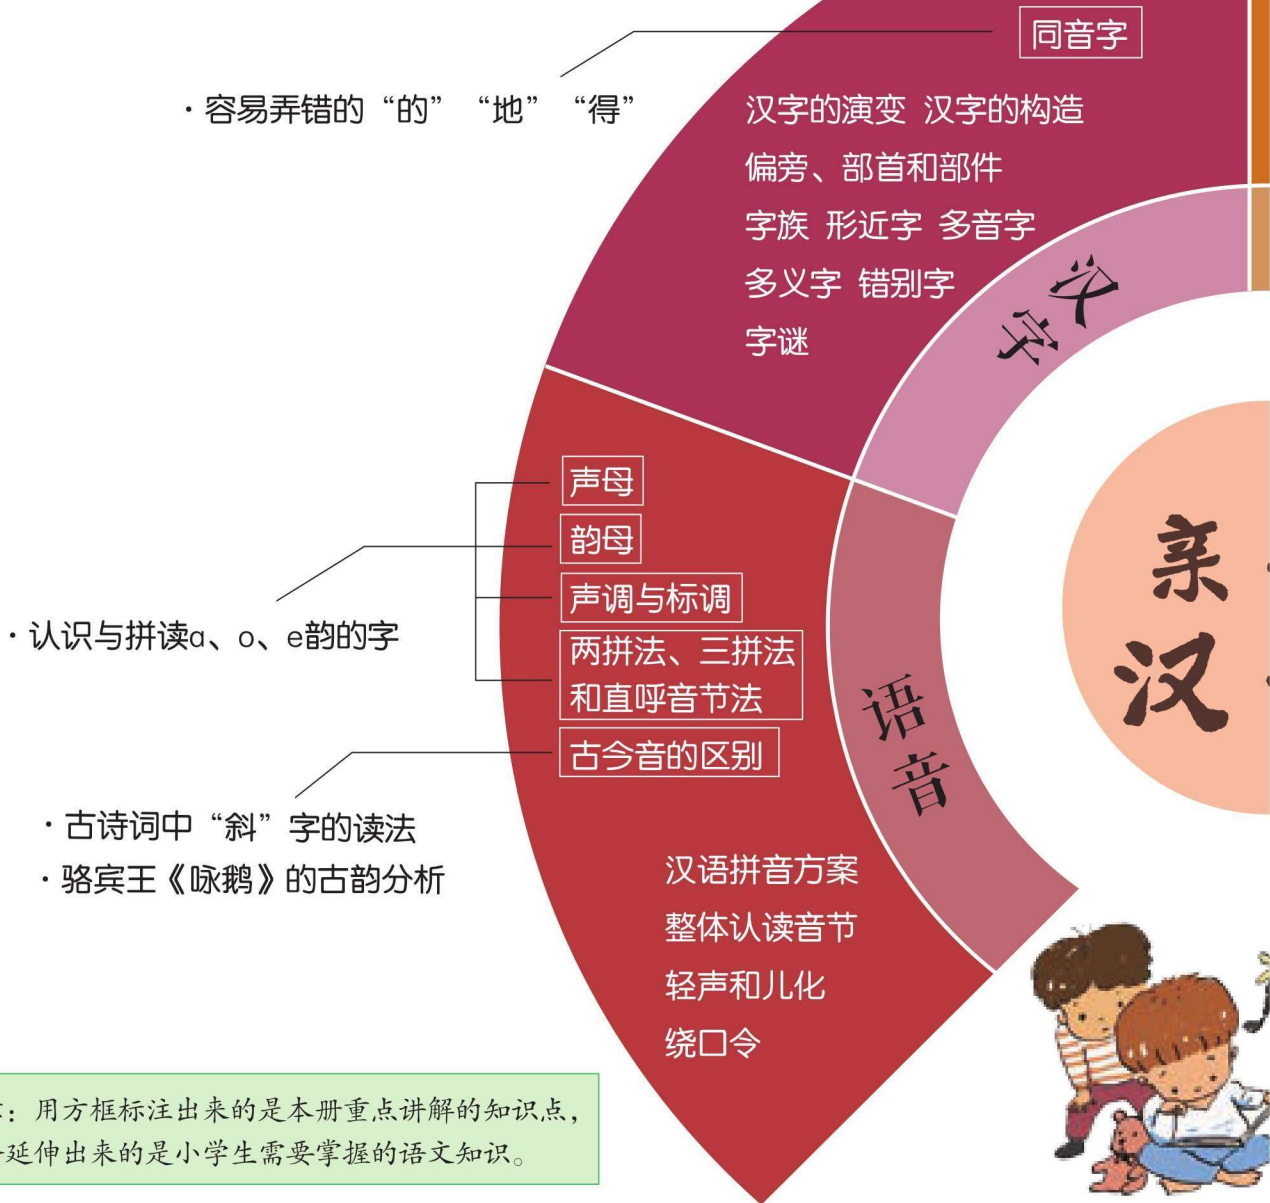 同音字
·容易弄错的“的”“地”“得”
汉字的演变 汉字的构造
偏旁、部首和部件
字族 形近字 多音字
多义字 错别字
字谜
汉字
声母
韵母
声调与标调
两拼法、三拼法
和直呼音节法
古今音的区别
·认识与拼读a、o、e韵的字
语音
亲
汉
·古诗词中“斜”字的读法
·骆宾王《咏鹅》的古韵分析
汉语拼音方案
整体认读音节
轻声和儿化
绕口令
：用方框标注出来的是本册重点讲解的知识点，
延伸出来的是小学生需要掌握的语文知识。